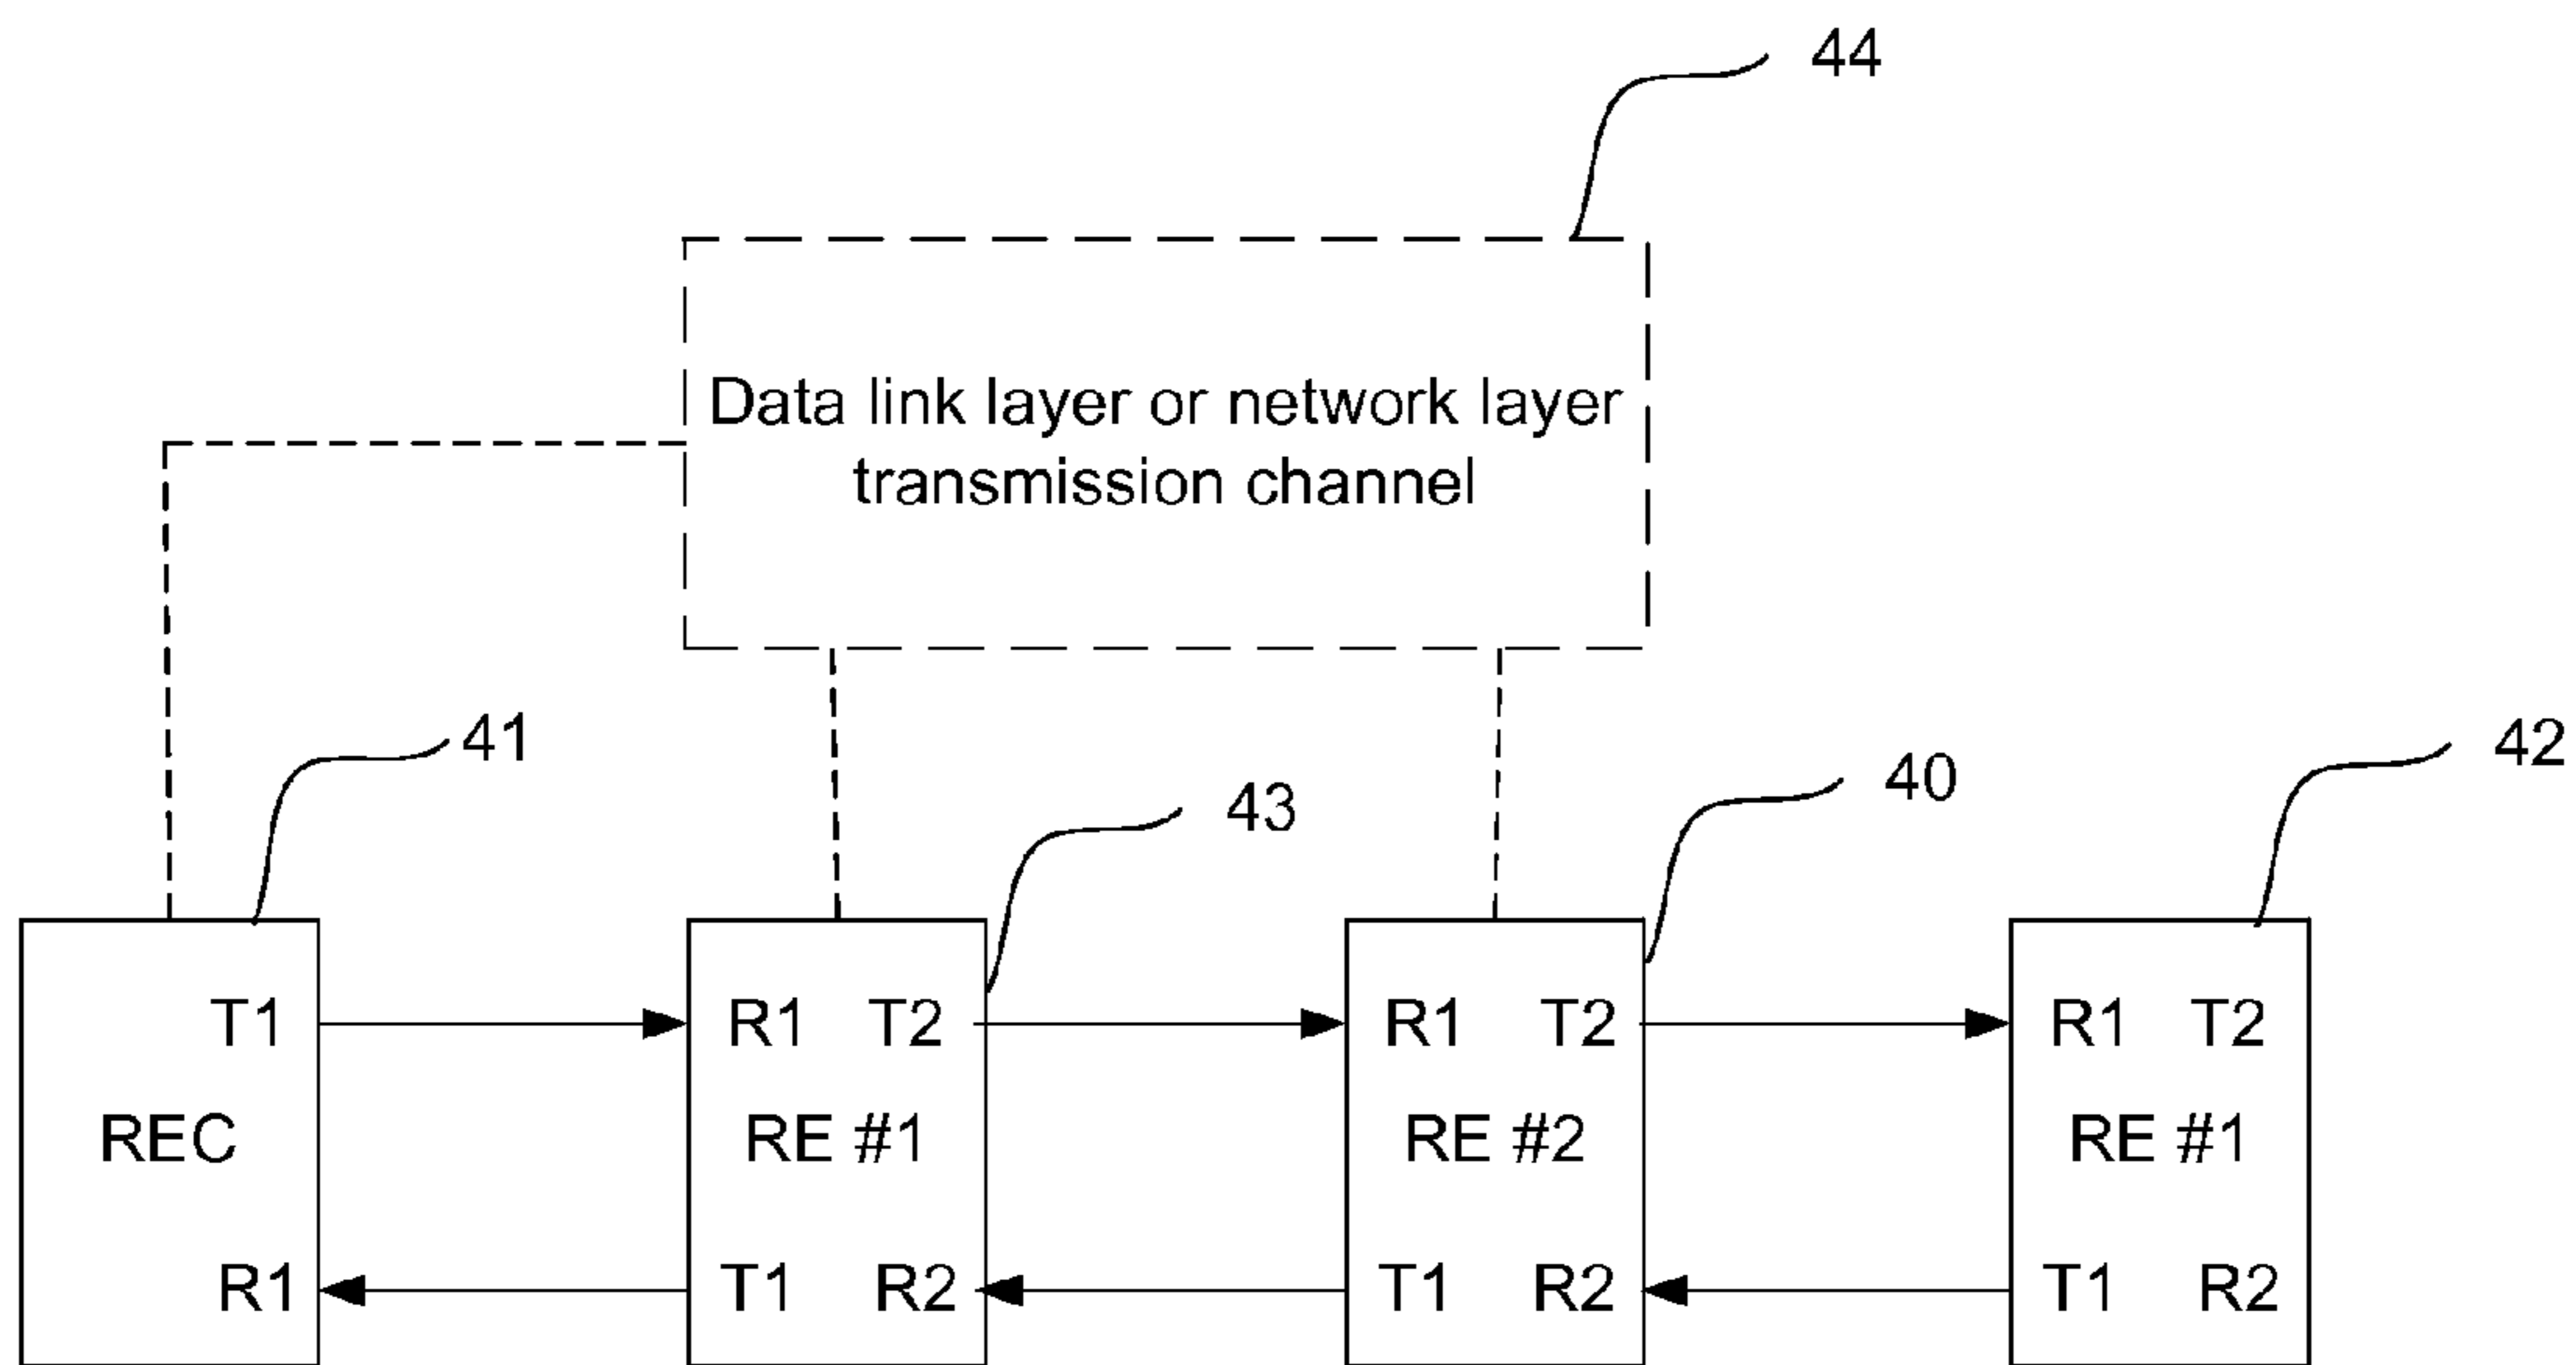 44
Data link layer or network layer
transmission channel
41
43
40
42
T1
R1 T2
R1 T2
R1 T2
REC
RE #1
RE #2
RE #1
R1
T1 R2
T1 R2
T1 R2